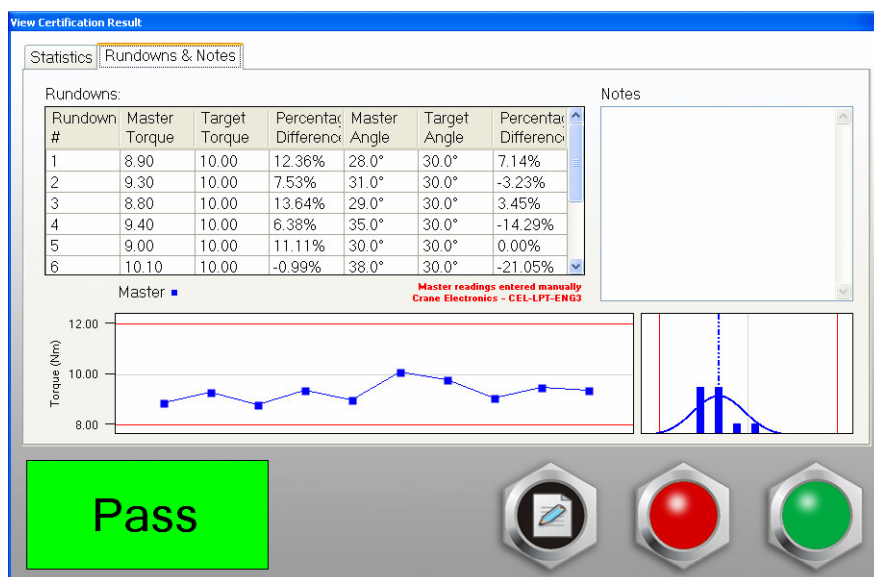 View Certification Result
Statistics
Rundowns & Notes
Rundowns:
Notes
Rundown # Master Torque Target Torque Percentag Difference Master Angle Target Angle Percentag Differenc
1 8.90 10.00 12.36% 28.0° 30.0° 7.14%
2 9.30 10.00 7.53% 31.0° 30.0° -3.23%
3 8.80 10.00 13.64% 29.0° 30.0° 3.45%
4 9.40 10.00 6.38% 35.0° 30.0° -14.29%
5 9.00 10.00 11.11% 30.0° 30.0° 0.00%
6 10.10 10.00 -0.99% 38.0° 30.0° -21.05%
Master
Master readings entered manually
Crane Electronics - CEL-LPT-ENG3
12.00
10.00
8.00
Torque (Nm)
Pass